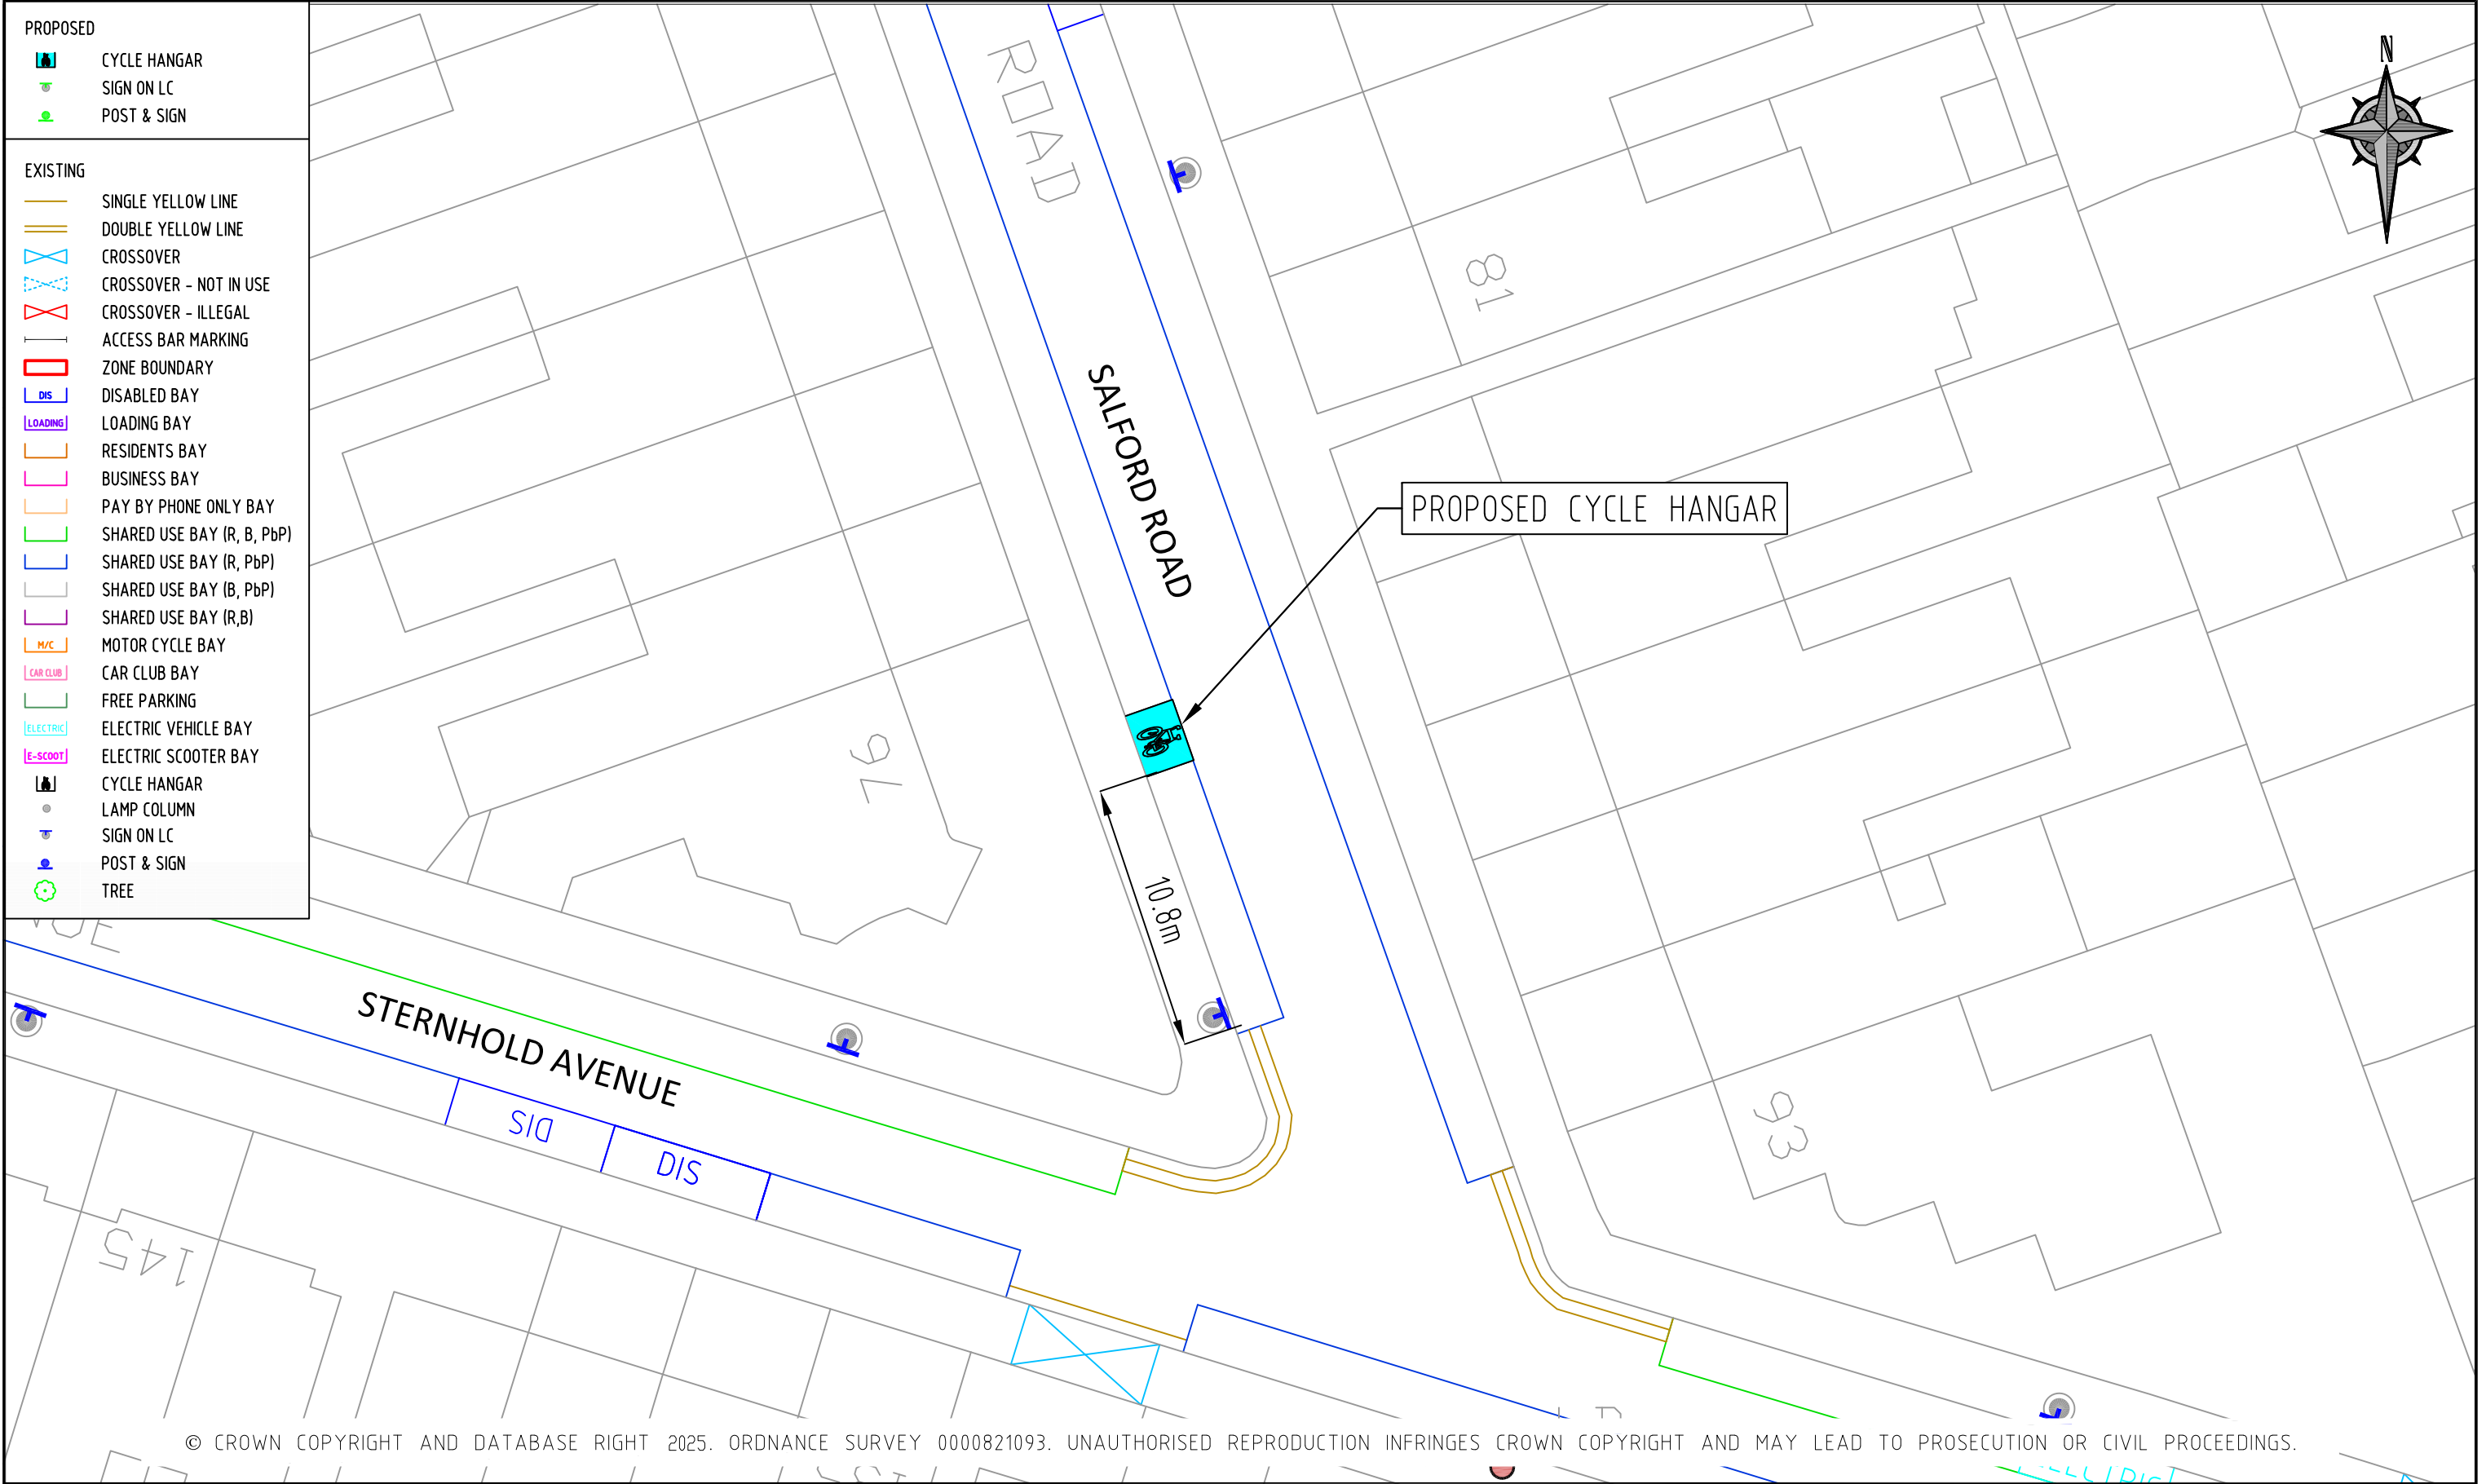 PROPOSED
CYCLE HANGAR
SIGN ON LC
POST & SIGN
EXISTING
SINGLE YELLOW LINE
DOUBLE YELLOW LINE
CROSSOVER
CROSSOVER - NOT IN USE
CROSSOVER - ILLEGAL
ACCESS BAR MARKING
ZONE BOUNDARY
DIS DISABLED BAY
LOADING LOADING BAY
RESIDENTS BAY
BUSINESS BAY
PAY BY PHONE ONLY BAY
SHARED USE BAY (R, B, PbP)
SHARED USE BAY (R, PbP)
SHARED USE BAY (B, PbP)
SHARED USE BAY (R,B)
M/C MOTOR CYCLE BAY
CAR CLUB CAR CLUB BAY
FREE PARKING
ELECTRIC ELECTRIC VEHICLE BAY
E-SCOOT ELECTRIC SCOOTER BAY
CYCLE HANGAR
LAMP COLUMN
SIGN ON LC
POST & SIGN
TREE
N
ROAD
81
SALFORD ROAD
PROPOSED CYCLE HANGAR
97
10.8m
STERNHOLD AVENUE
DIS
DIS
93
145
© CROWN COPYRIGHT AND DATABASE RIGHT 2025. ORDNANCE SURVEY 0000821093. UNAUTHORISED REPRODUCTION INFRINGES CROWN COPYRIGHT AND MAY LEAD TO PROSECUTION OR CIVIL PROCEEDINGS.